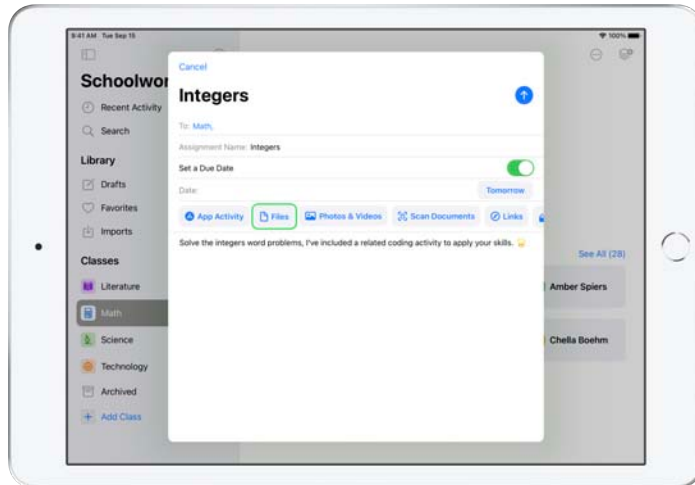 9:41 AM Tue Sep 15
100%
Cancel
Schoolwor
Integers
Recent Activity
To: Math,
Search
Assignment Name: Integers
Library
Set a Due Date
Drafts
Date:
Tomorrow
Favorites
App Activity
Files
Photos & Videos
Scan Documents
Links
Imports
Solve the integers word problems, I've included a related coding activity to apply your skills.
Classes
See All (28)
Literature
Amber Spiers
Math
Science
Chella Boehm
Technology
Archived
Add Class